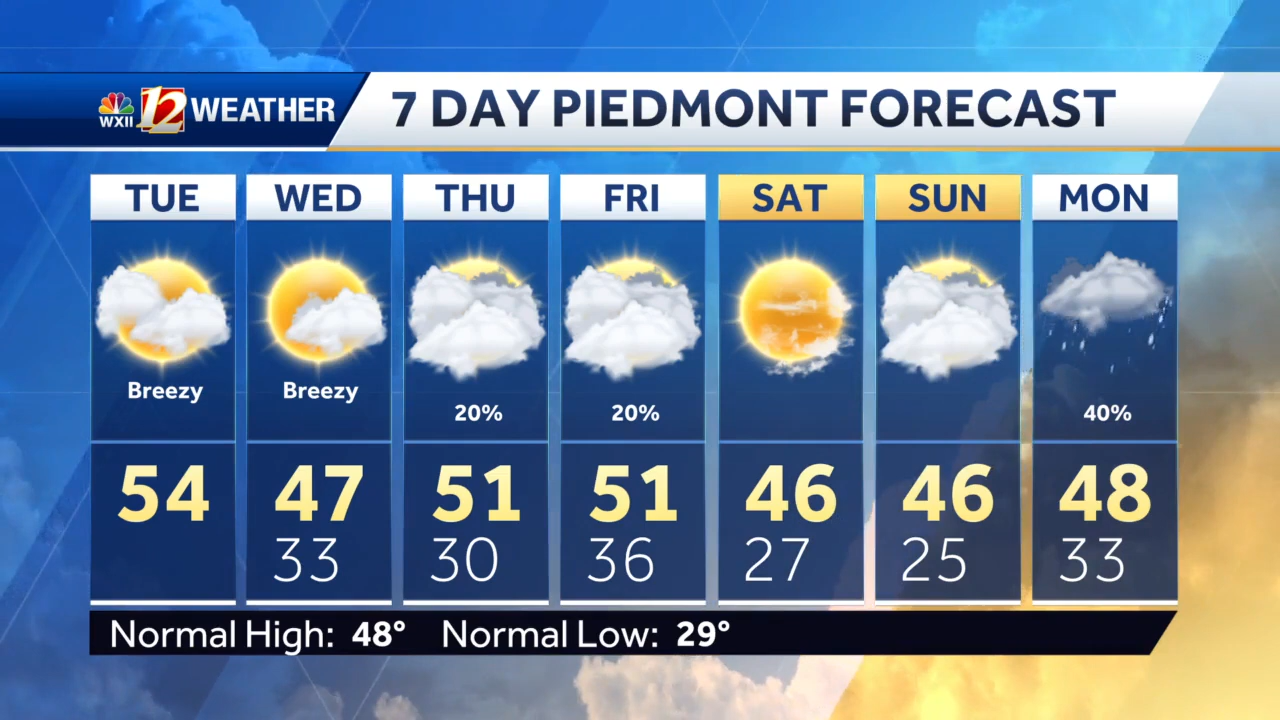 WXII 12 WEATHER
7 DAY PIEDMONT FORECAST
TUE WED THU FRI SAT SUN MON
Breezy Breezy
20% 20% 40%
54 47 51 51 46 46 48
33 30 36 27 25 33
Normal High: 48° Normal Low: 29°